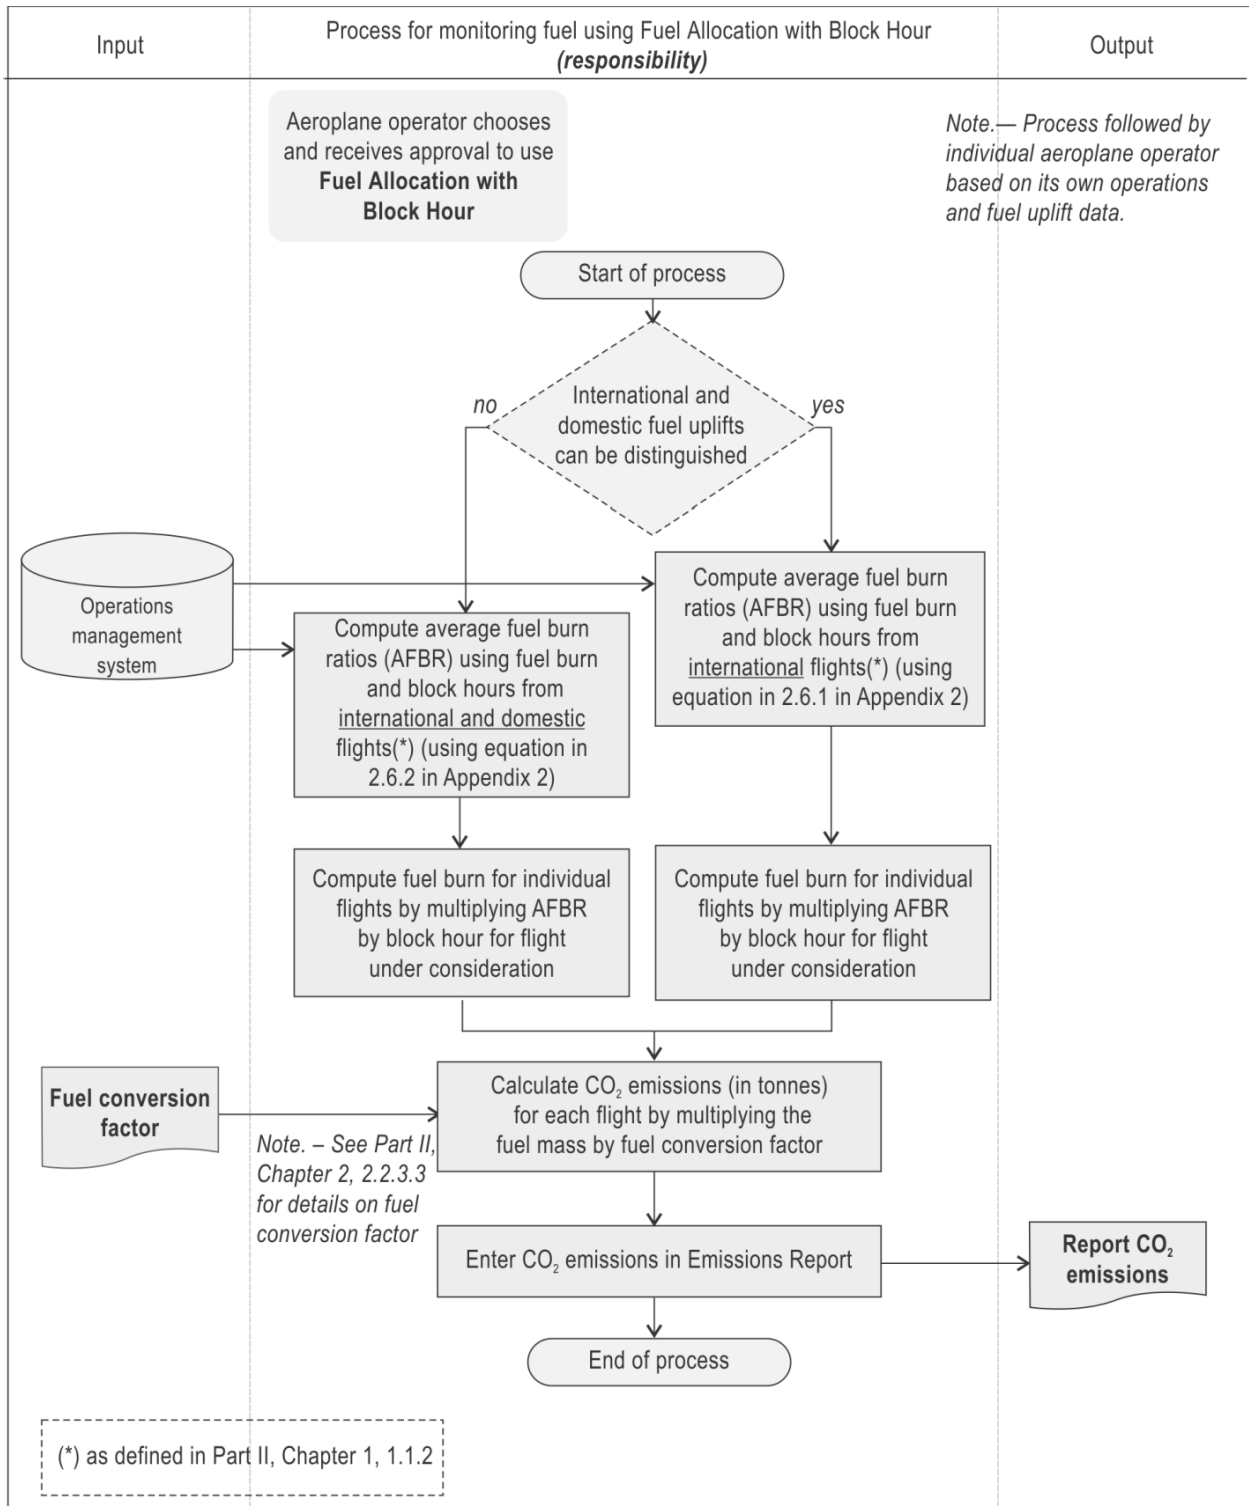 Input
Process for monitoring fuel using Fuel Allocation with Block Hour
(responsibility)
Output
Aeroplane operator chooses
and receives approval to use
Fuel Allocation with
Block Hour
Note.— Process followed by
individual aeroplane operator
based on its own operations
and fuel uplift data.
Start of process
International and
domestic fuel uplifts
can be distinguished
no
yes
Operations
management
system
Compute average fuel burn
ratios (AFBR) using fuel burn
and block hours from
international flights(*) (using
equation in 2.6.1 in Appendix 2)
Compute average fuel burn
ratios (AFBR) using fuel burn
and block hours from
international and domestic
flights(*) (using equation in
2.6.2 in Appendix 2)
Compute fuel burn for individual
flights by multiplying AFBR
by block hour for flight
under consideration
Compute fuel burn for individual
flights by multiplying AFBR
by block hour for flight
under consideration
Fuel conversion
factor
Note. – See Part II,
Chapter 2, 2.2.3.3
for details on fuel
conversion factor
Calculate CO₂ emissions (in tonnes)
for each flight by multiplying the
fuel mass by fuel conversion factor
Enter CO₂ emissions in Emissions Report
Report CO₂
emissions
End of process
(*) as defined in Part II, Chapter 1, 1.1.2